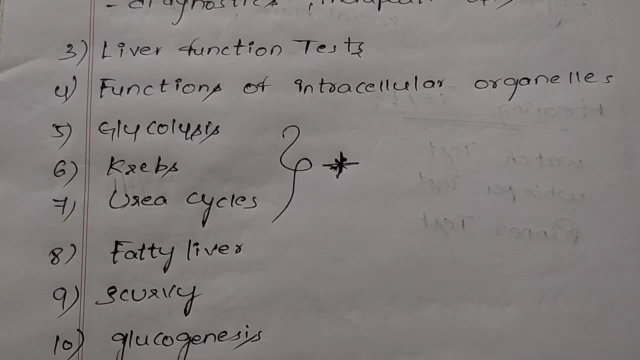 - diagnostics,
3) Liver function Tests
4) Functions of intracellular organelles
5) Glycolysis
6) Krebs
7) Urea cycles
8) Fatty liver
9) scurvy
10) glucogenesis